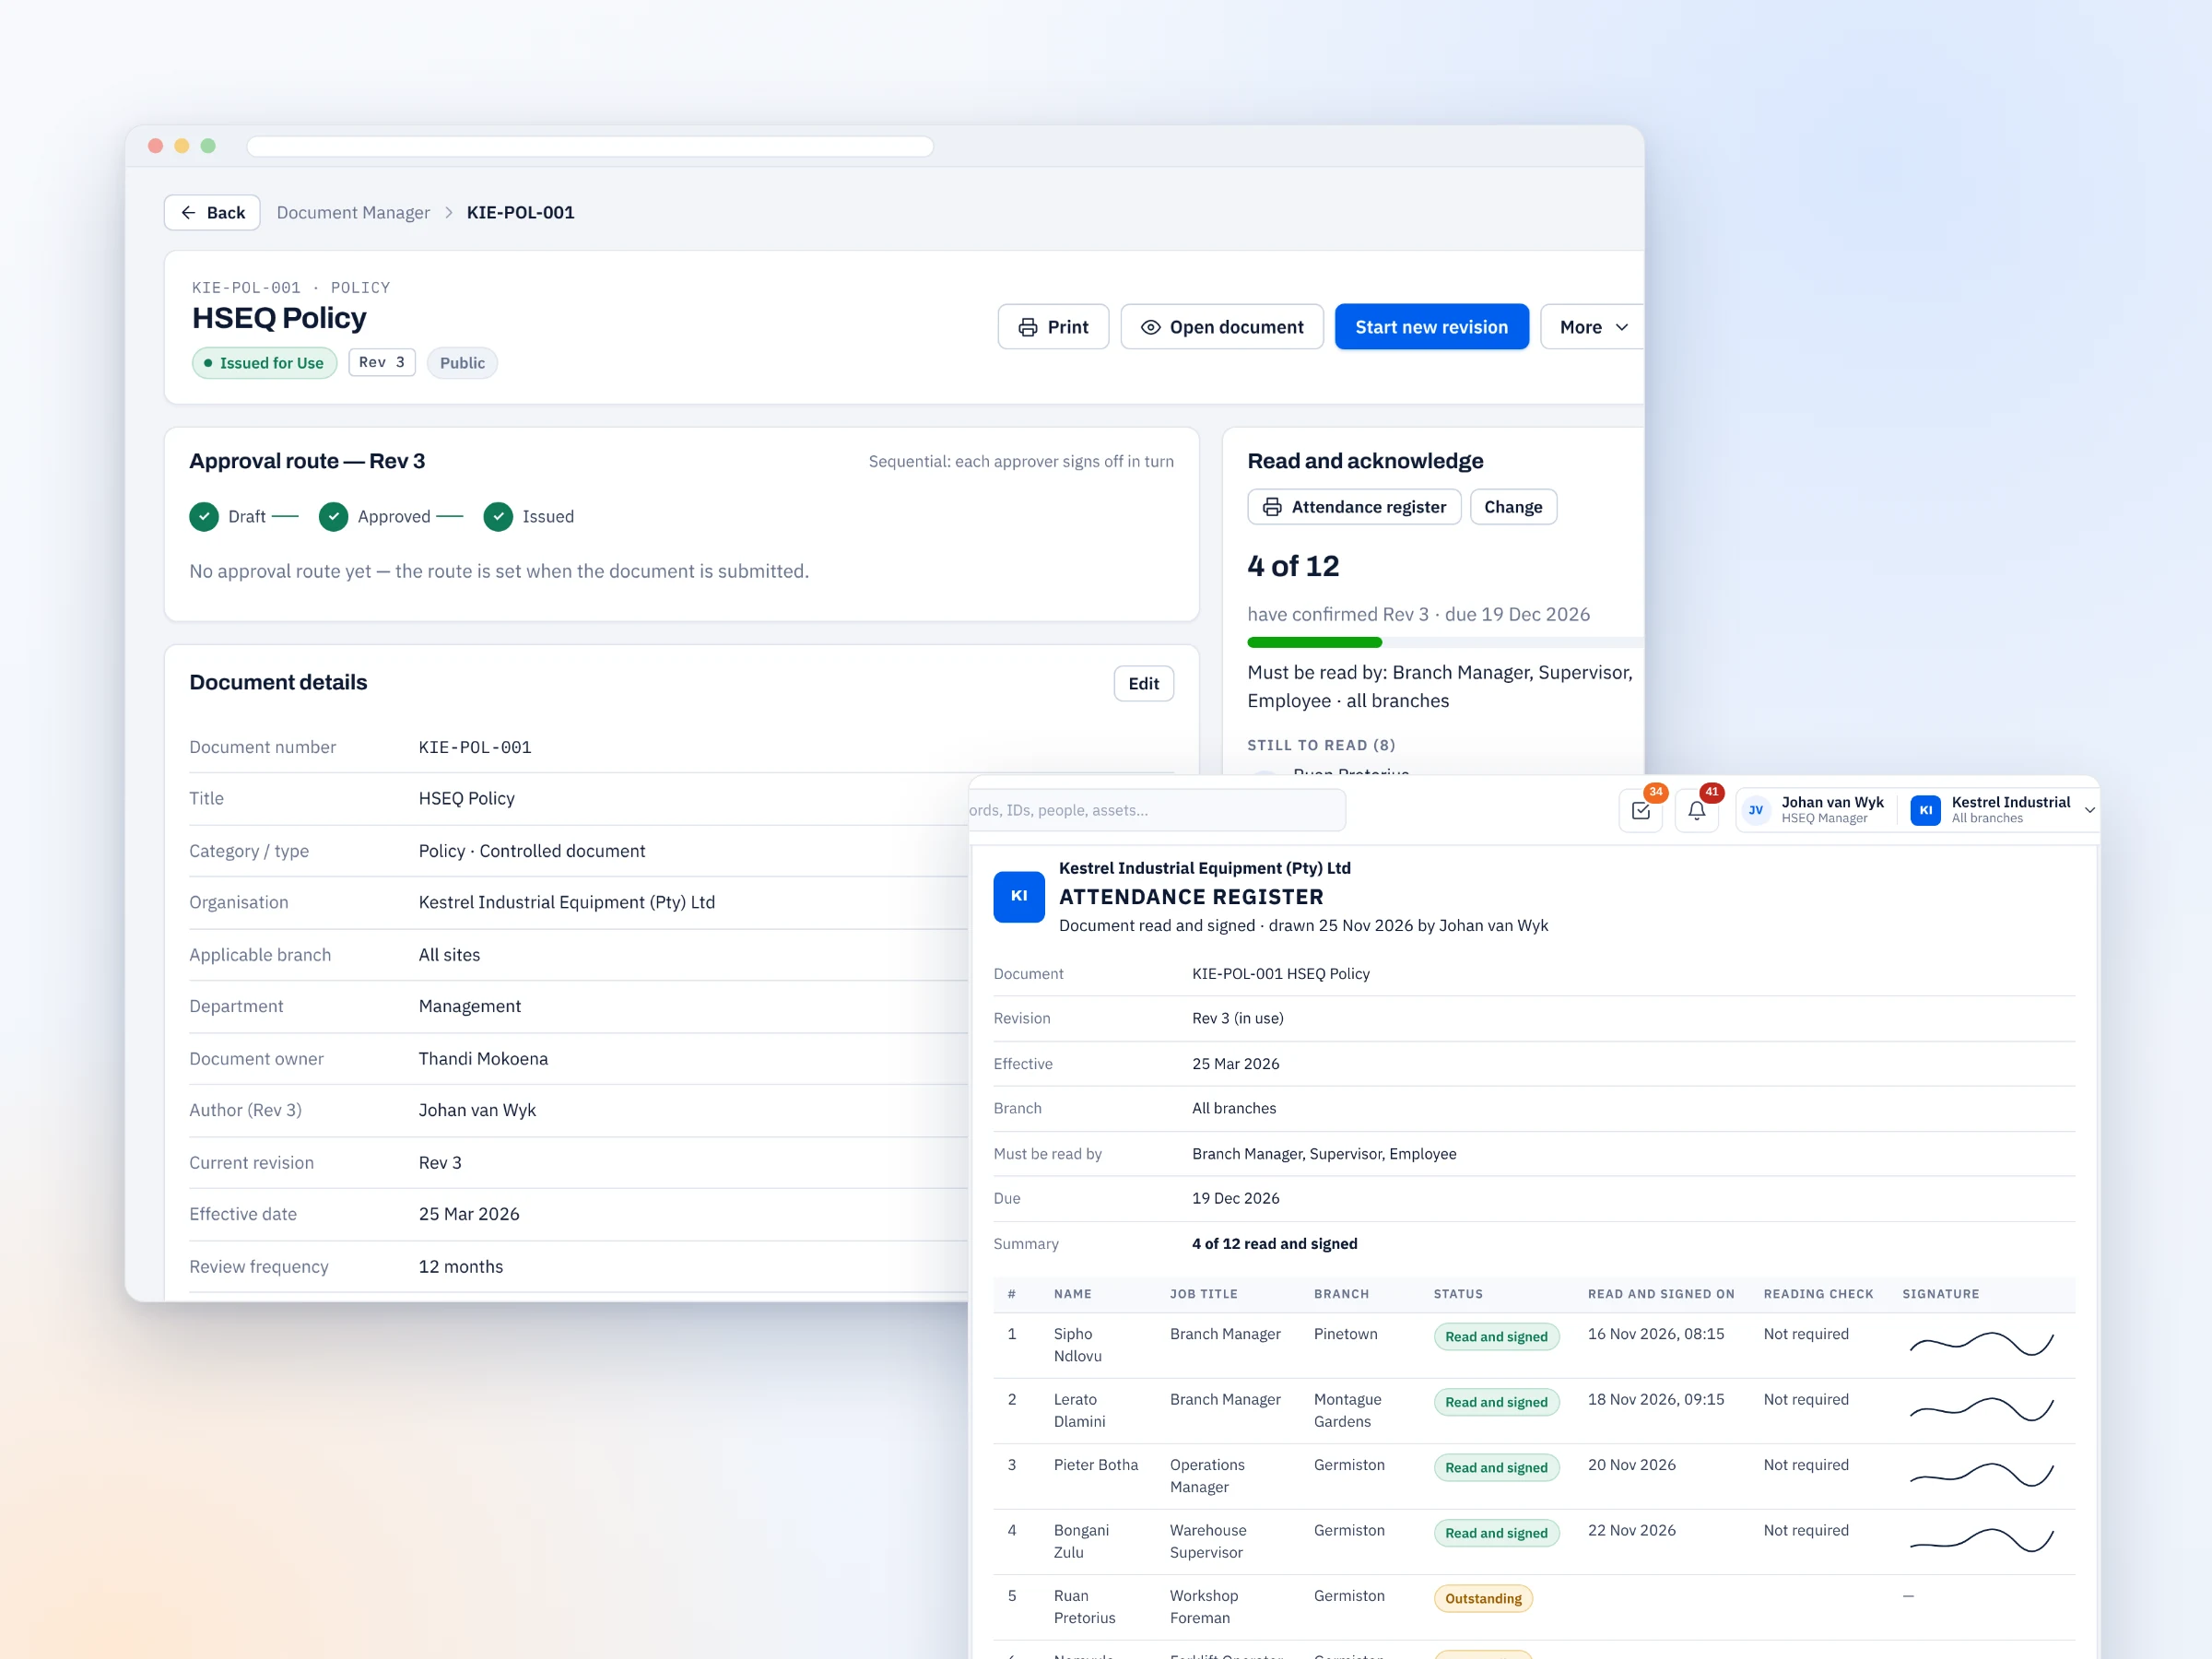 Back Document Manager > KIE-POL-001
KIE-POL-001 · POLICY
HSEQ Policy
Issued for Use Rev 3 Public
Print Open document Start new revision More
Approval route — Rev 3
Sequential: each approver signs off in turn
Draft Approved Issued
No approval route yet — the route is set when the document is submitted.
Read and acknowledge
Attendance register Change
4 of 12
have confirmed Rev 3 · due 19 Dec 2026
Must be read by: Branch Manager, Supervisor,
Employee · all branches
STILL TO READ (8)
Document details Edit
Document number KIE-POL-001
Title HSEQ Policy
Category / type Policy · Controlled document
Organisation Kestrel Industrial Equipment (Pty) Ltd
Applicable branch All sites
Department Management
Document owner Thandi Mokoena
Author (Rev 3) Johan van Wyk
Current revision Rev 3
Effective date 25 Mar 2026
Review frequency 12 months
IDs, people, assets...
34
41
JV Johan van Wyk
HSEQ Manager
KI Kestrel Industrial
All branches
KI
Kestrel Industrial Equipment (Pty) Ltd
ATTENDANCE REGISTER
Document read and signed · drawn 25 Nov 2026 by Johan van Wyk
Document KIE-POL-001 HSEQ Policy
Revision Rev 3 (in use)
Effective 25 Mar 2026
Branch All branches
Must be read by Branch Manager, Supervisor, Employee
Due 19 Dec 2026
Summary 4 of 12 read and signed
# NAME JOB TITLE BRANCH STATUS READ AND SIGNED ON READING CHECK SIGNATURE
1 Sipho Ndlovu Branch Manager Pinetown Read and signed 16 Nov 2026, 08:15 Not required
2 Lerato Dlamini Branch Manager Montague Gardens Read and signed 18 Nov 2026, 09:15 Not required
3 Pieter Botha Operations Manager Germiston Read and signed 20 Nov 2026 Not required
4 Bongani Zulu Warehouse Supervisor Germiston Read and signed 22 Nov 2026 Not required
5 Ruan Pretorius Workshop Foreman Germiston Outstanding —